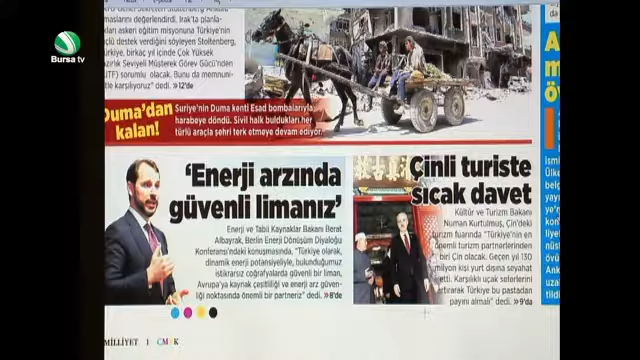 Bursa tv
maslarını değerlendirdi. Irak'ta planla-
askeri eğitim misyonuna Türkiye'nin
destek verdiğini söyleyen Stoltenberg,
birkaç yıl içinde Çok Yüksek
Seviyeli Müşterek Görev Gücü'nden
sorumlu olacak. Bunu da memnuni-
karşılıyoruz" dedi. »12'de
Duma'dan
kalan!
Suriye'nin Duma kenti Esad bombalarıyla
harabeye döndü. Sivil halk buldukları her
türlü araçla şehri terk etmeye devam ediyor.
'Enerji arzında
güvenli limanız'
Enerji ve Tabii Kaynaklar Bakanı Berat
Albayrak, Berlin Enerji Dönüşüm Diyaloğu
Konferansı'ndaki konuşmasında, "Türkiye olarak,
dinamik enerji potansiyeliyle, bulunduğumuz
istikrarsız coğrafyalarda güvenli bir liman,
Avrupa'ya kaynak çeşitliliği ve enerji arz güven-
liği noktasında önemli bir partneriz" dedi. »8'de
Çinli turiste
sıcak davet
Kültür ve Turizm Bakanı
Numan Kurtulmuş, Çin'deki
turizm fuarında "Türkiye'nin en
önemli turizm partnerlerinden
biri Çin olacak. Geçen yıl 130
milyon kişi yurt dışına seyahat
etti. Karşılıklı uçak seferlerini
artırarak Türkiye bu pastadan
payını almalı" dedi. »9'da
MİLLİYET 1 CMYK